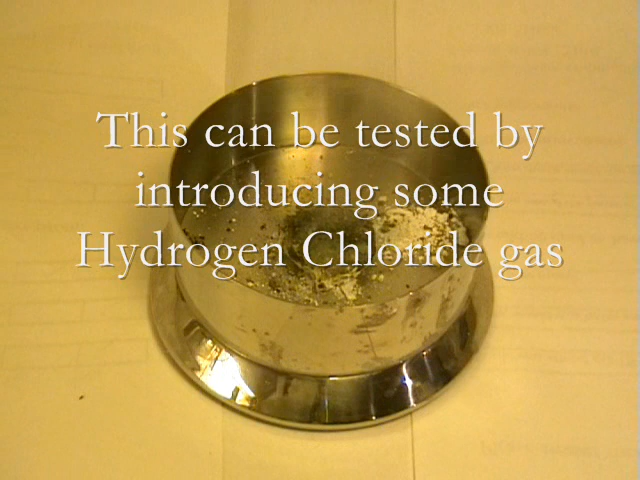 This can be tested by
introducing some
Hydrogen Chloride gas